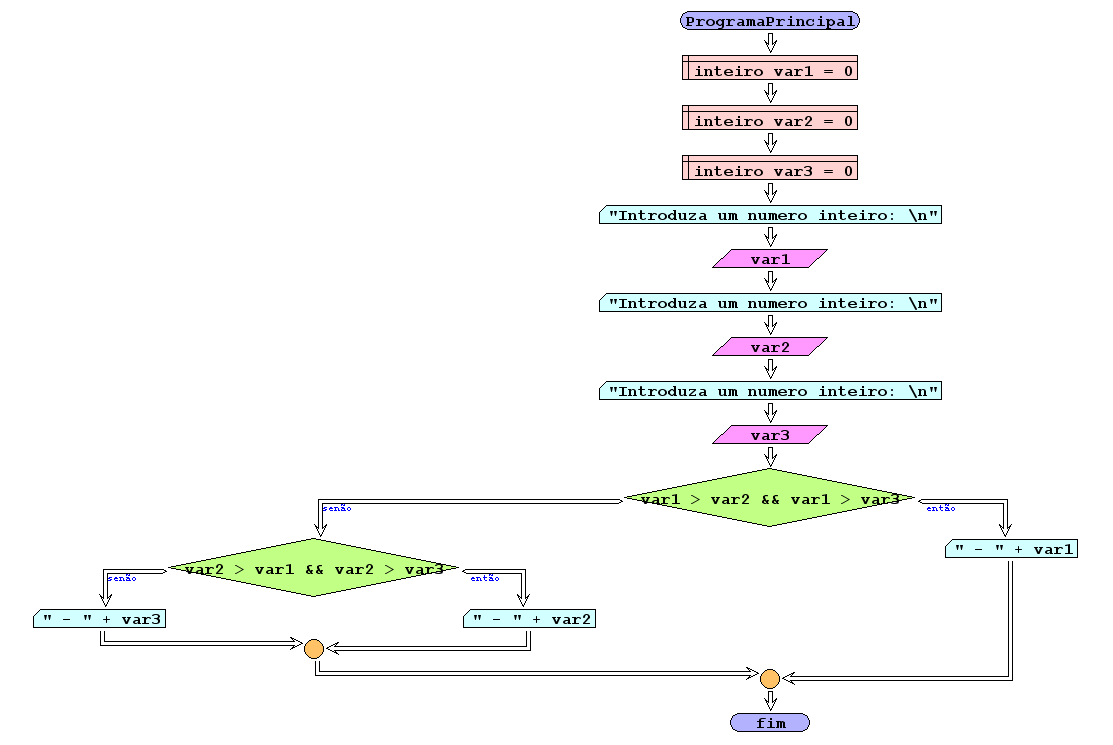 ProgramaPrincipal
inteiro var1 = 0
inteiro var2 = 0
inteiro var3 = 0
"Introduza um numero inteiro: \n"
var1
"Introduza um numero inteiro: \n"
var2
"Introduza um numero inteiro: \n"
var3
var1 > var2 && var1 > var3
senão
então
" - " + var1
var2 > var1 && var2 > var3
senão
então
" - " + var3
" - " + var2
fim